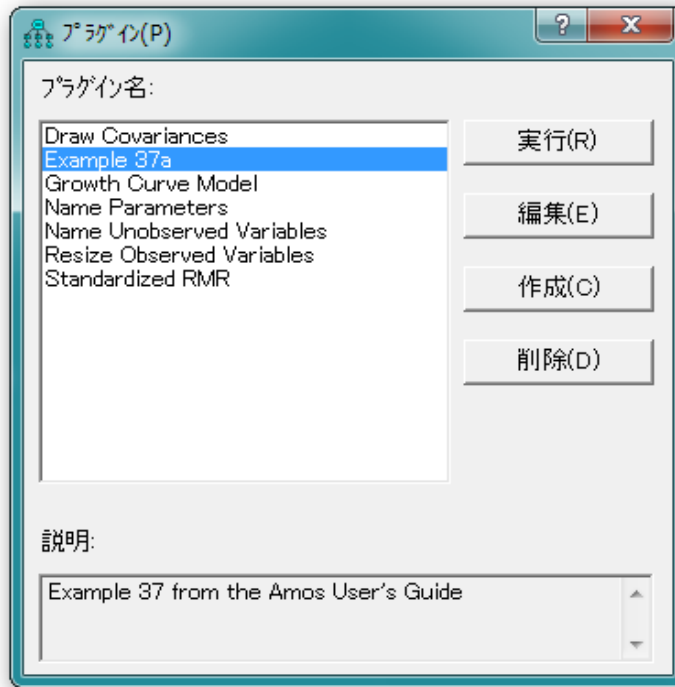 ﾌﾟﾗｸﾞｲﾝ(P)
プラグイン名:
Draw Covariances
Example 37a
Growth Curve Model
Name Parameters
Name Unobserved Variables
Resize Observed Variables
Standardized RMR
実行(R)
編集(E)
作成(C)
削除(D)
説明:
Example 37 from the Amos User's Guide